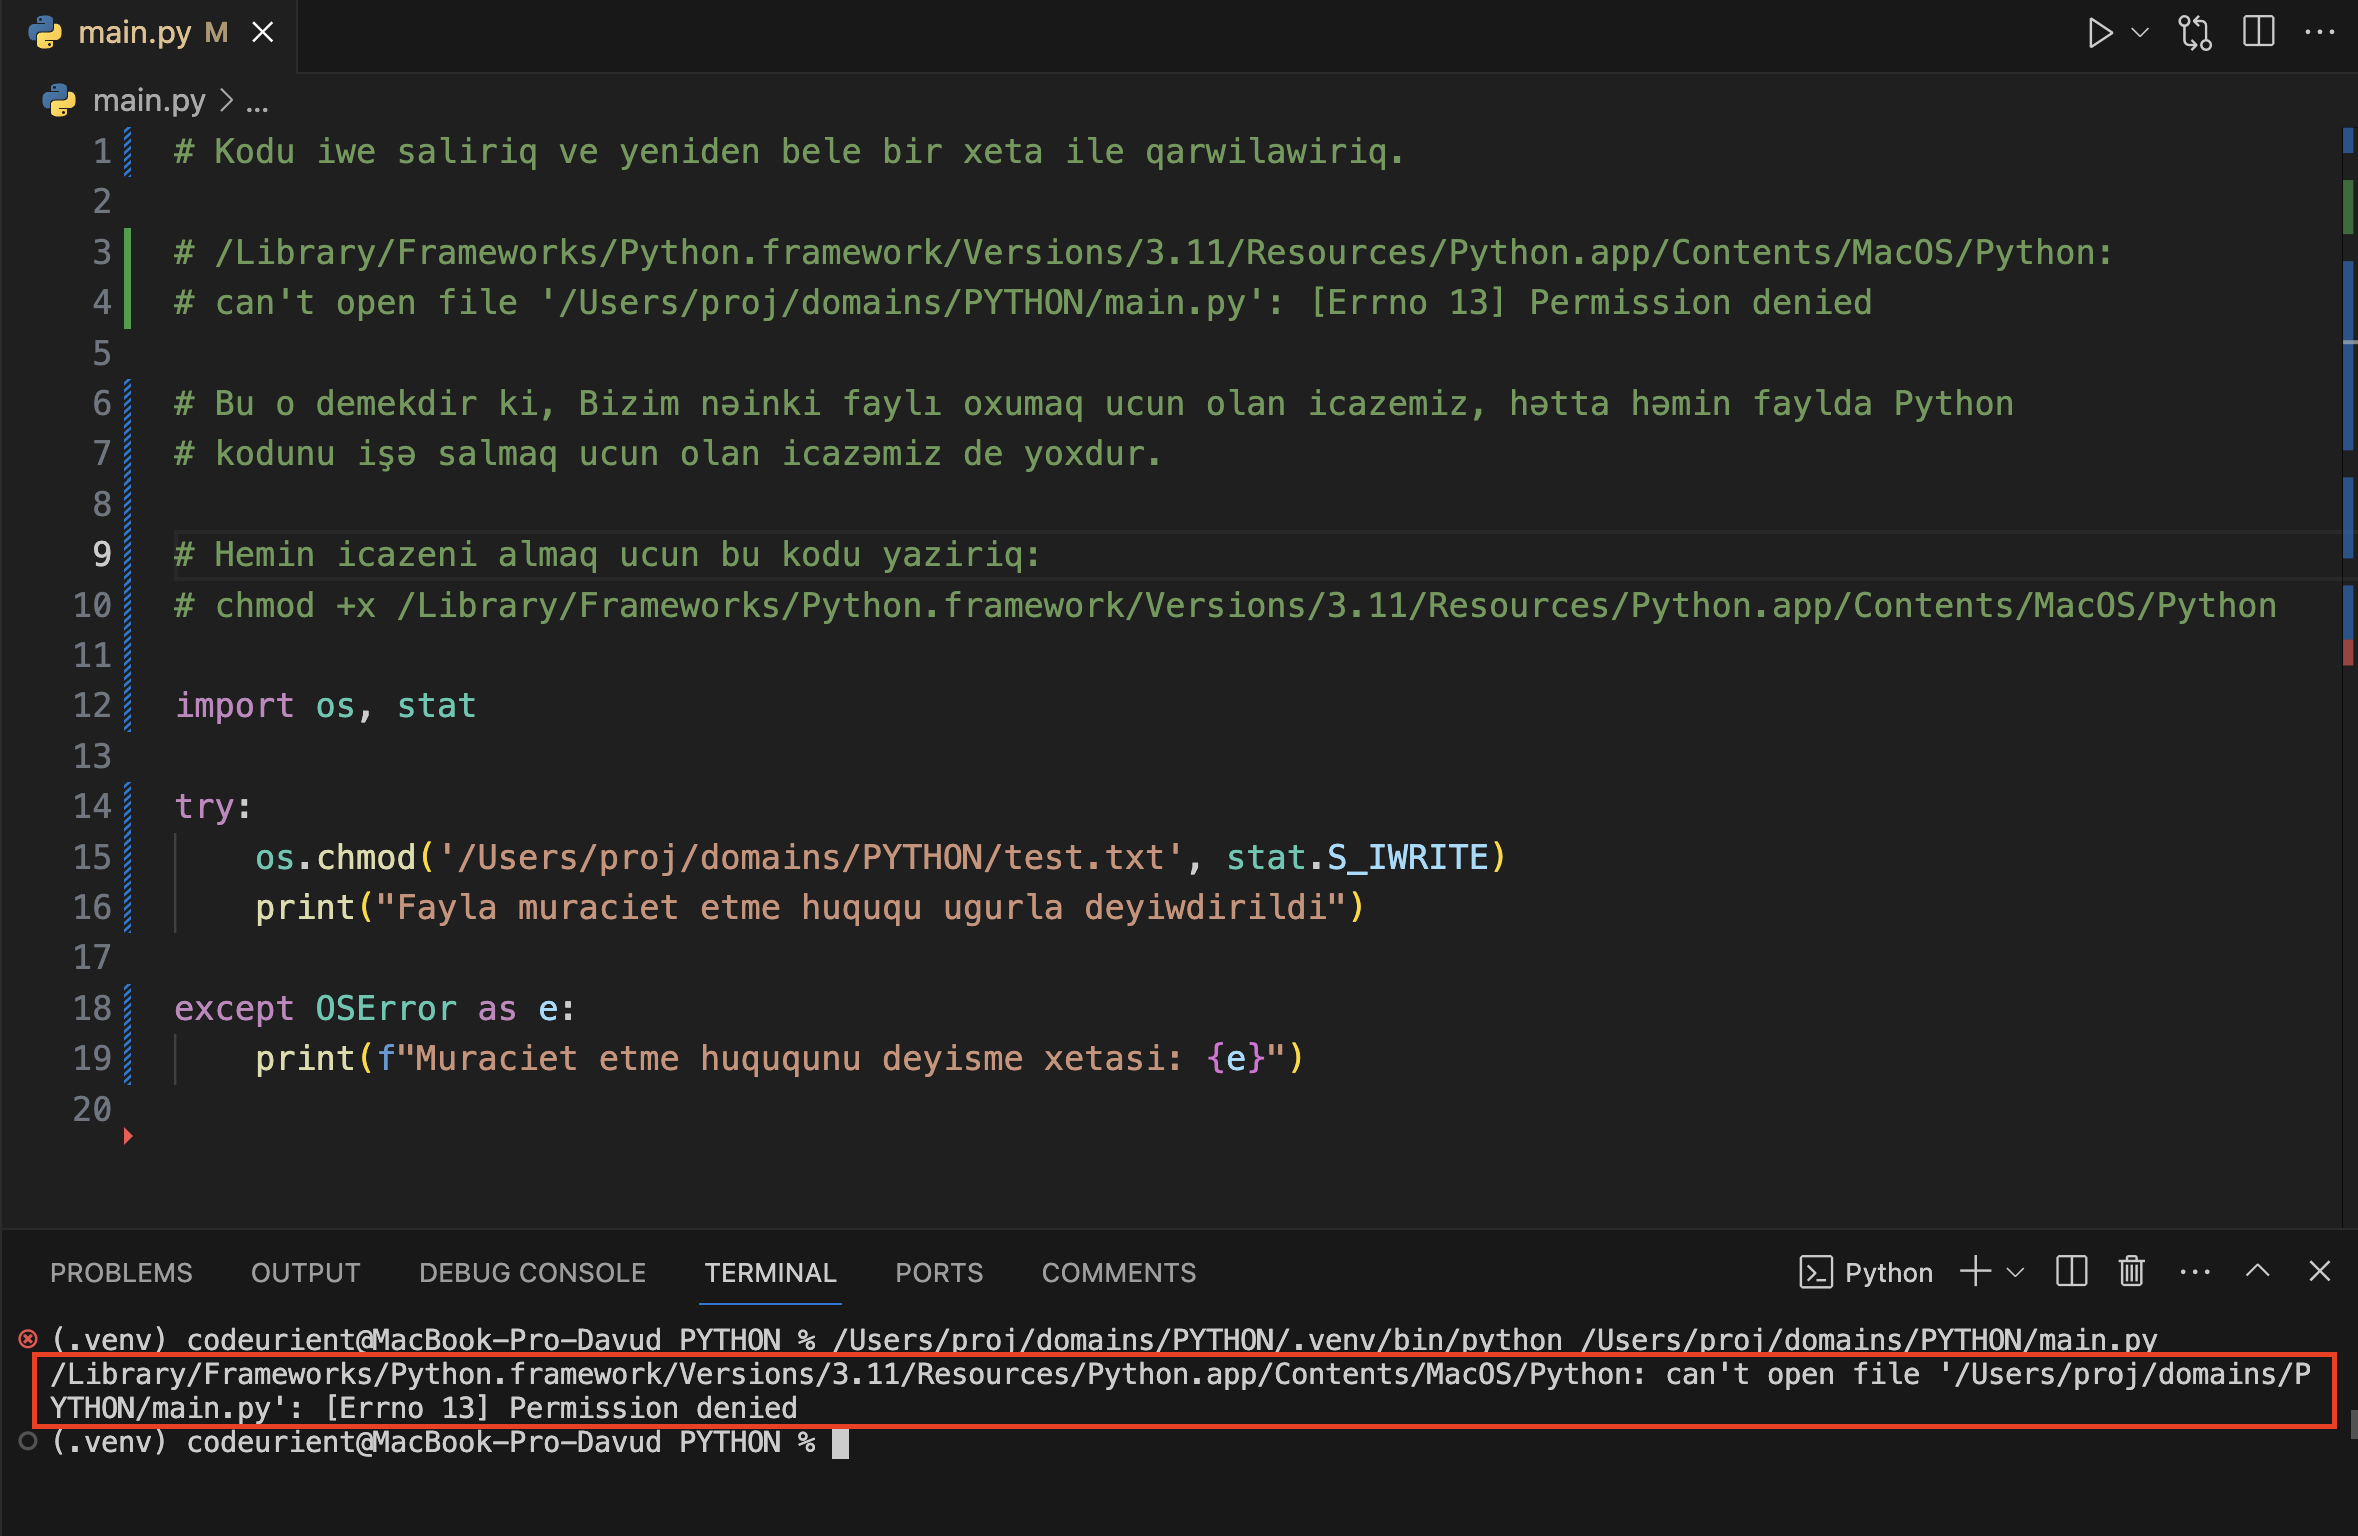 main.py M
main.py > ...
1 # Kodu iwe saliriq ve yeniden bele bir xeta ile qarwilawiriq.
2
3 # /Library/Frameworks/Python.framework/Versions/3.11/Resources/Python.app/Contents/MacOS/Python:
4 # can't open file '/Users/proj/domains/PYTHON/main.py': [Errno 13] Permission denied
5
6 # Bu o demekdir ki, Bizim nəinki faylı oxumaq ucun olan icazemiz, hətta həmin faylda Python
7 # kodunu işə salmaq ucun olan icazəmiz de yoxdur.
8
9 # Hemin icazeni almaq ucun bu kodu yaziriq:
10 # chmod +x /Library/Frameworks/Python.framework/Versions/3.11/Resources/Python.app/Contents/MacOS/Python
11
12 import os, stat
13
14 try:
15     os.chmod('/Users/proj/domains/PYTHON/test.txt', stat.S_IWRITE)
16     print("Fayla muraciet etme huququ ugurla deyiwdirildi")
17
18 except OSError as e:
19     print(f"Muraciet etme huququnu deyisme xetasi: {e}")
20
PROBLEMS OUTPUT DEBUG CONSOLE TERMINAL PORTS COMMENTS Python
(.venv) codeurient@MacBook-Pro-Davud PYTHON % /Users/proj/domains/PYTHON/.venv/bin/python /Users/proj/domains/PYTHON/main.py
/Library/Frameworks/Python.framework/Versions/3.11/Resources/Python.app/Contents/MacOS/Python: can't open file '/Users/proj/domains/P
YTHON/main.py': [Errno 13] Permission denied
(.venv) codeurient@MacBook-Pro-Davud PYTHON %